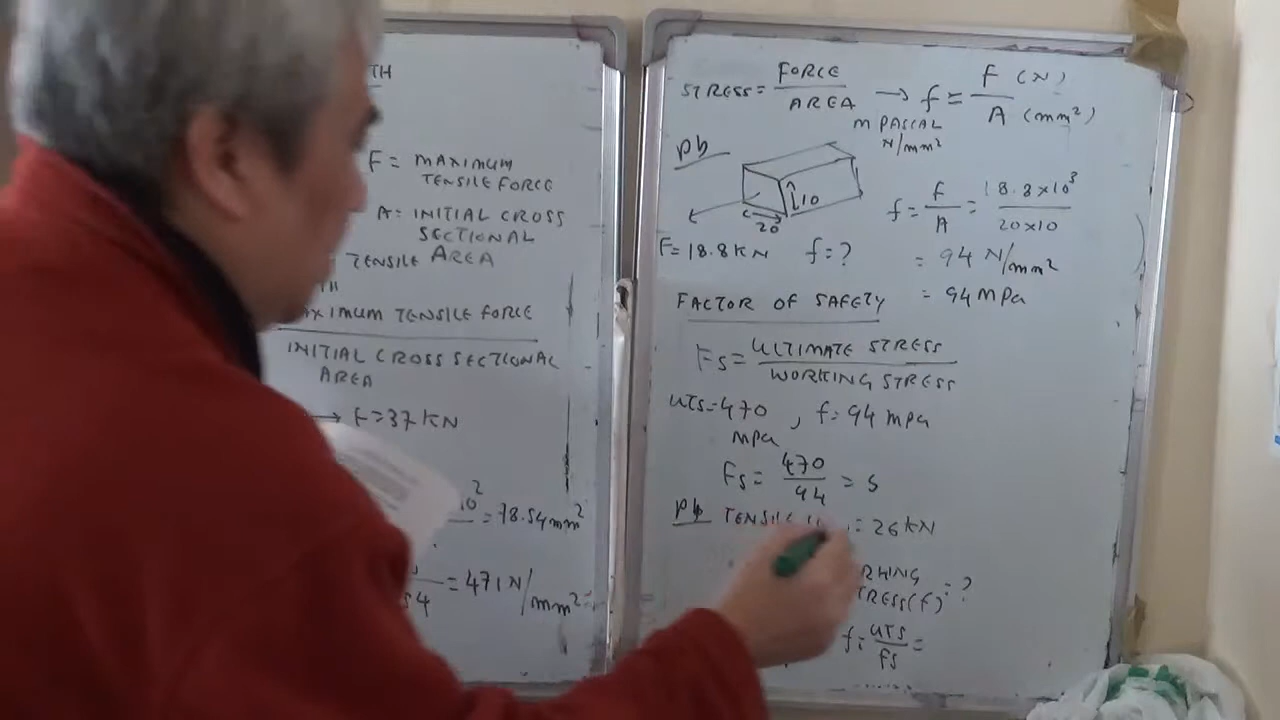 TH
F = MAXIMUM
TENSILE FORCE
A = INITIAL CROSS
SECTIONAL
AREA
TENSILE
TH
XIMUM TENSILE FORCE
INITIAL CROSS SECTIONAL
AREA
→ F = 37 KN
10² = 78.54 mm²
54 = 471 N/mm²
STRESS = FORCE / AREA → f = F (N) / A (mm²)
M PASCAL
N/mm²
pb
10
20
f = F / A = 18.8 × 10³ / 20 × 10
F = 18.8 KN f = ?
= 94 N/mm²
= 94 MPa
FACTOR OF SAFETY
Fs = ULTIMATE STRESS / WORKING STRESS
UTS = 470 MPa, f = 94 MPa
Fs = 470 / 94 = 5
Pb TENSILE = 26 KN
RKING
TRESS (f) = ?
f = UTS / Fs =